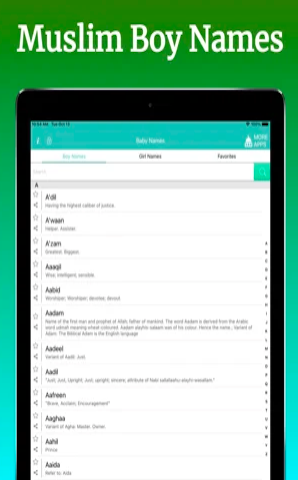 Muslim Boy Names
Baby Names
MORE
APPS
Boy Names
Girl Names
Favorites
Search
A
A'dil
Having the highest caliber of justice.
A'waan
Helper. Assister.
A'zam
Greatest. Biggest.
Aaaqil
Wise, intelligent, sensible.
Aabid
Worshiper, Worshiper, devotee, devout.
Aadam
Name of the first man and prophet of Allah, father of mankind. The word Aadam is derived from the Arabic
word udmah meaning wheat coloured. Aadam alayhis salaam was of his colour. Hence the name., Variant of
Adam: The Biblical Adam is the English language
Aadeel
Variant of Aadil: Just.
Aadil
"Just, Just, Upright, Just, upright, sincere, attribute of Nabi sallallaahu-alayhi-wasallam."
Aafreen
"Brave, Acclaim, Encouragement"
Aaghaa
Variant of Agha: Master, Owner.
Aahil
Prince
Aaida
Refer to. Aida